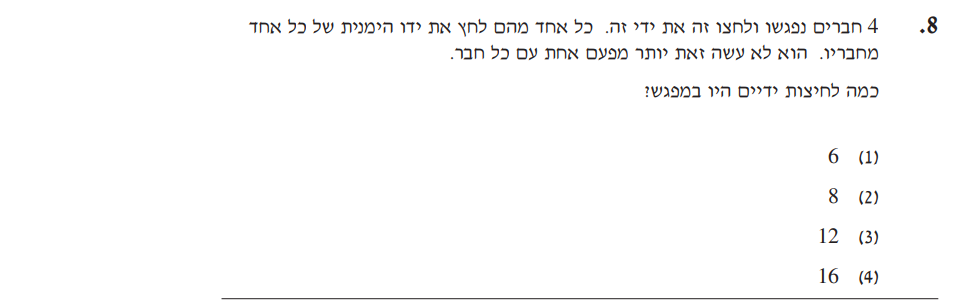 8. 4 חברים נפגשו ולחצו זה את ידי זה. כל אחד מהם לחץ את ידו הימנית של כל אחד
מחבריו. הוא לא עשה זאת יותר מפעם אחת עם כל חבר.
כמה לחיצות ידיים היו במפגש?
(1) 6
(2) 8
(3) 12
(4) 16